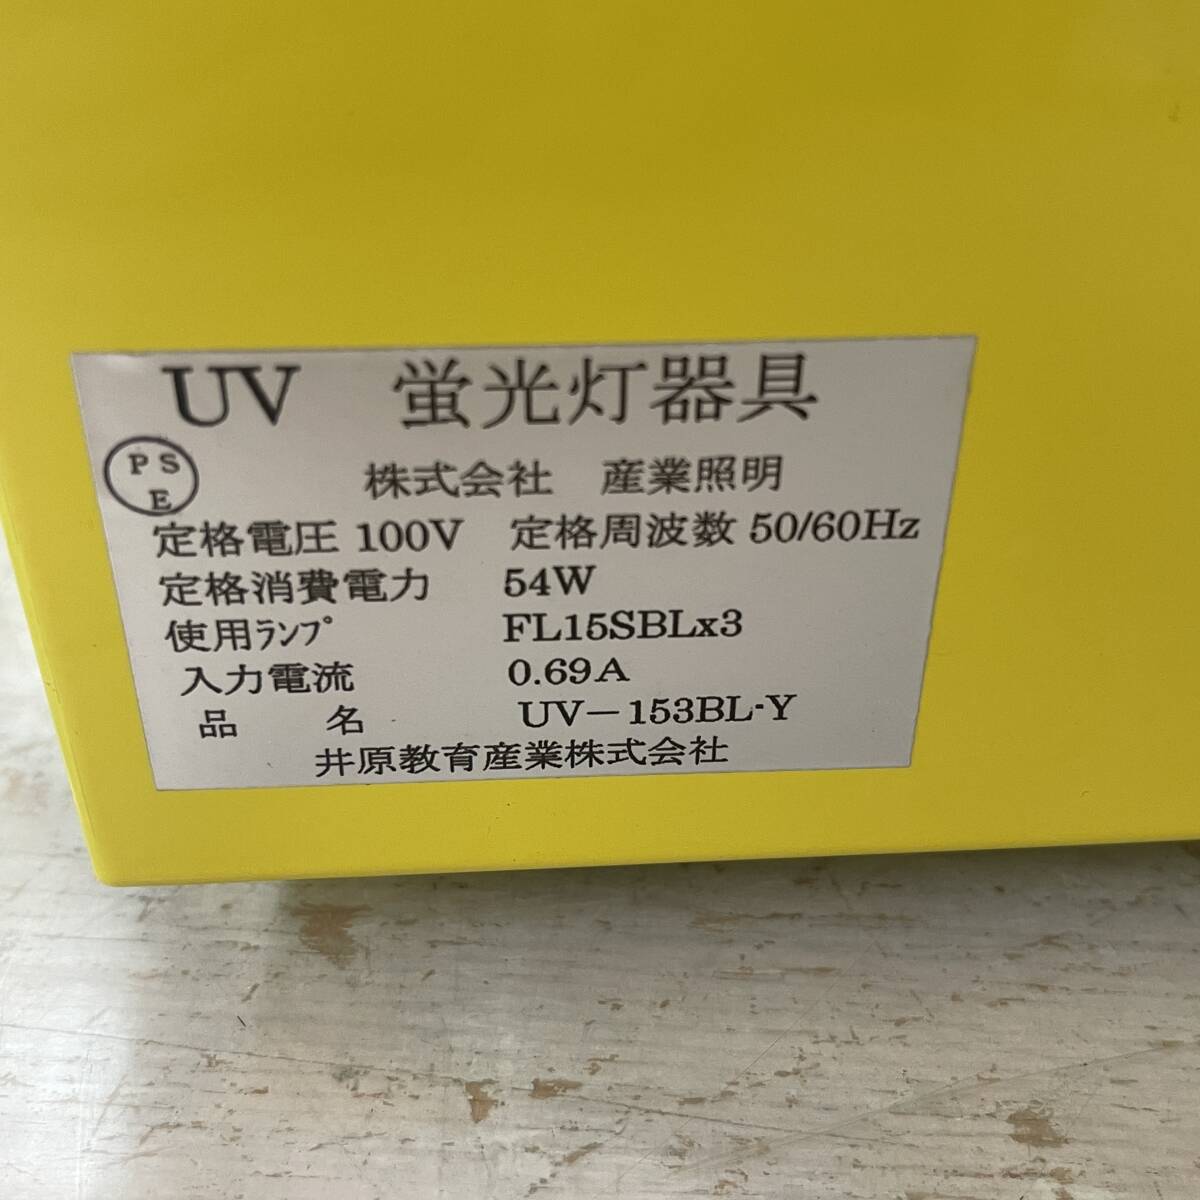 UV 蛍光灯器具
PSE
株式会社 産業照明
定格電圧 100V 定格周波数 50/60Hz
定格消費電力 54W
使用ﾗﾝﾌﾟ FL15SBLx3
入力電流 0.69A
品 名 UV－153BL-Y
井原教育産業株式会社